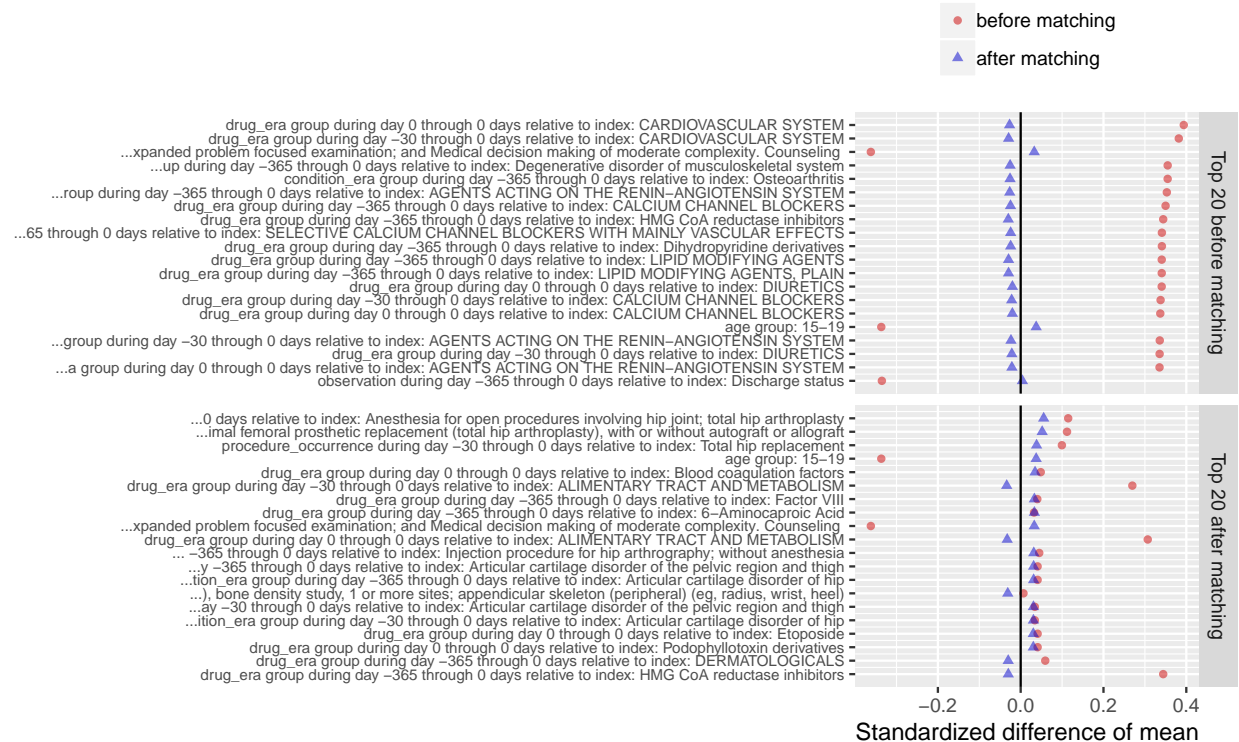 before matching
after matching
drug_era group during day 0 through 0 days relative to index: CARDIOVASCULAR SYSTEM
drug_era group during day −30 through 0 days relative to index: CARDIOVASCULAR SYSTEM
...xpanded problem focused examination; and Medical decision making of moderate complexity. Counseling
...up during day −365 through 0 days relative to index: Degenerative disorder of musculoskeletal system
condition_era group during day −365 through 0 days relative to index: Osteoarthritis
...roup during day −365 through 0 days relative to index: AGENTS ACTING ON THE RENIN−ANGIOTENSIN SYSTEM
drug_era group during day −365 through 0 days relative to index: CALCIUM CHANNEL BLOCKERS
drug_era group during day −365 through 0 days relative to index: HMG CoA reductase inhibitors
...65 through 0 days relative to index: SELECTIVE CALCIUM CHANNEL BLOCKERS WITH MAINLY VASCULAR EFFECTS
drug_era group during day −365 through 0 days relative to index: Dihydropyridine derivatives
drug_era group during day −365 through 0 days relative to index: LIPID MODIFYING AGENTS
drug_era group during day −365 through 0 days relative to index: LIPID MODIFYING AGENTS, PLAIN
drug_era group during day 0 through 0 days relative to index: DIURETICS
drug_era group during day −30 through 0 days relative to index: CALCIUM CHANNEL BLOCKERS
drug_era group during day 0 through 0 days relative to index: CALCIUM CHANNEL BLOCKERS
age group: 15−19
...group during day −30 through 0 days relative to index: AGENTS ACTING ON THE RENIN−ANGIOTENSIN SYSTEM
drug_era group during day −30 through 0 days relative to index: DIURETICS
...a group during day 0 through 0 days relative to index: AGENTS ACTING ON THE RENIN−ANGIOTENSIN SYSTEM
observation during day −365 through 0 days relative to index: Discharge status
Top 20 before matching
...0 days relative to index: Anesthesia for open procedures involving hip joint; total hip arthroplasty
...imal femoral prosthetic replacement (total hip arthroplasty), with or without autograft or allograft
procedure_occurrence during day −30 through 0 days relative to index: Total hip replacement
age group: 15−19
drug_era group during day 0 through 0 days relative to index: Blood coagulation factors
drug_era group during day −30 through 0 days relative to index: ALIMENTARY TRACT AND METABOLISM
drug_era group during day −365 through 0 days relative to index: Factor VIII
drug_era group during day −365 through 0 days relative to index: 6−Aminocaproic Acid
...xpanded problem focused examination; and Medical decision making of moderate complexity. Counseling
drug_era group during day 0 through 0 days relative to index: ALIMENTARY TRACT AND METABOLISM
... −365 through 0 days relative to index: Injection procedure for hip arthrography; without anesthesia
...y −365 through 0 days relative to index: Articular cartilage disorder of the pelvic region and thigh
...tion_era group during day −365 through 0 days relative to index: Articular cartilage disorder of hip
...), bone density study, 1 or more sites; appendicular skeleton (peripheral) (eg, radius, wrist, heel)
...ay −30 through 0 days relative to index: Articular cartilage disorder of the pelvic region and thigh
...ition_era group during day −30 through 0 days relative to index: Articular cartilage disorder of hip
drug_era group during day 0 through 0 days relative to index: Etoposide
drug_era group during day 0 through 0 days relative to index: Podophyllotoxin derivatives
drug_era group during day −365 through 0 days relative to index: DERMATOLOGICALS
drug_era group during day −365 through 0 days relative to index: HMG CoA reductase inhibitors
Top 20 after matching
−0.2 0.0 0.2 0.4
Standardized difference of mean